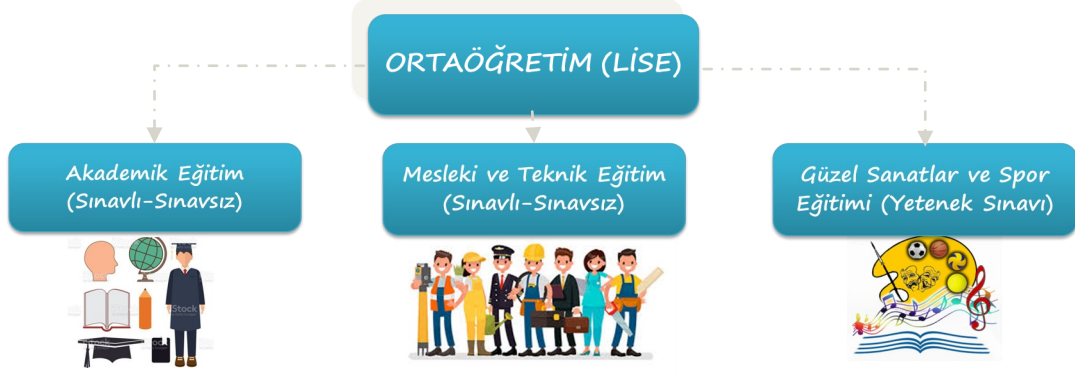 ORTAÖĞRETİM (LİSE)
Akademik Eğitim
(Sınavlı-Sınavsız)
Mesleki ve Teknik Eğitim
(Sınavlı-Sınavsız)
Güzel Sanatlar ve Spor
Eğitimi (Yetenek Sınavı)
iStock